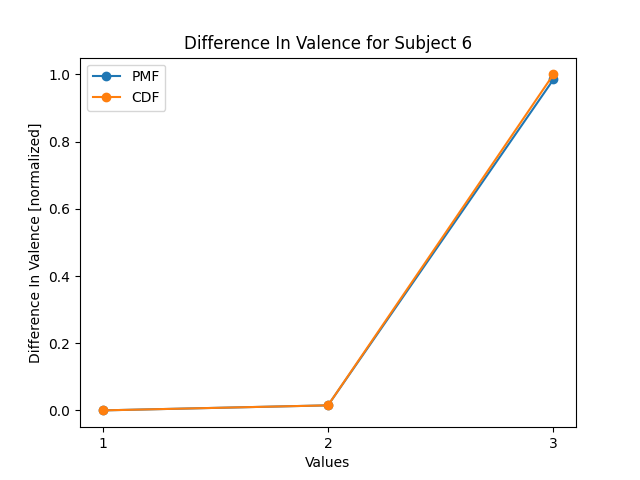 Difference In Valence for Subject 6
PMF
CDF
Difference In Valence [normalized]
1.0
0.8
0.6
0.4
0.2
0.0
1 2 3
Values